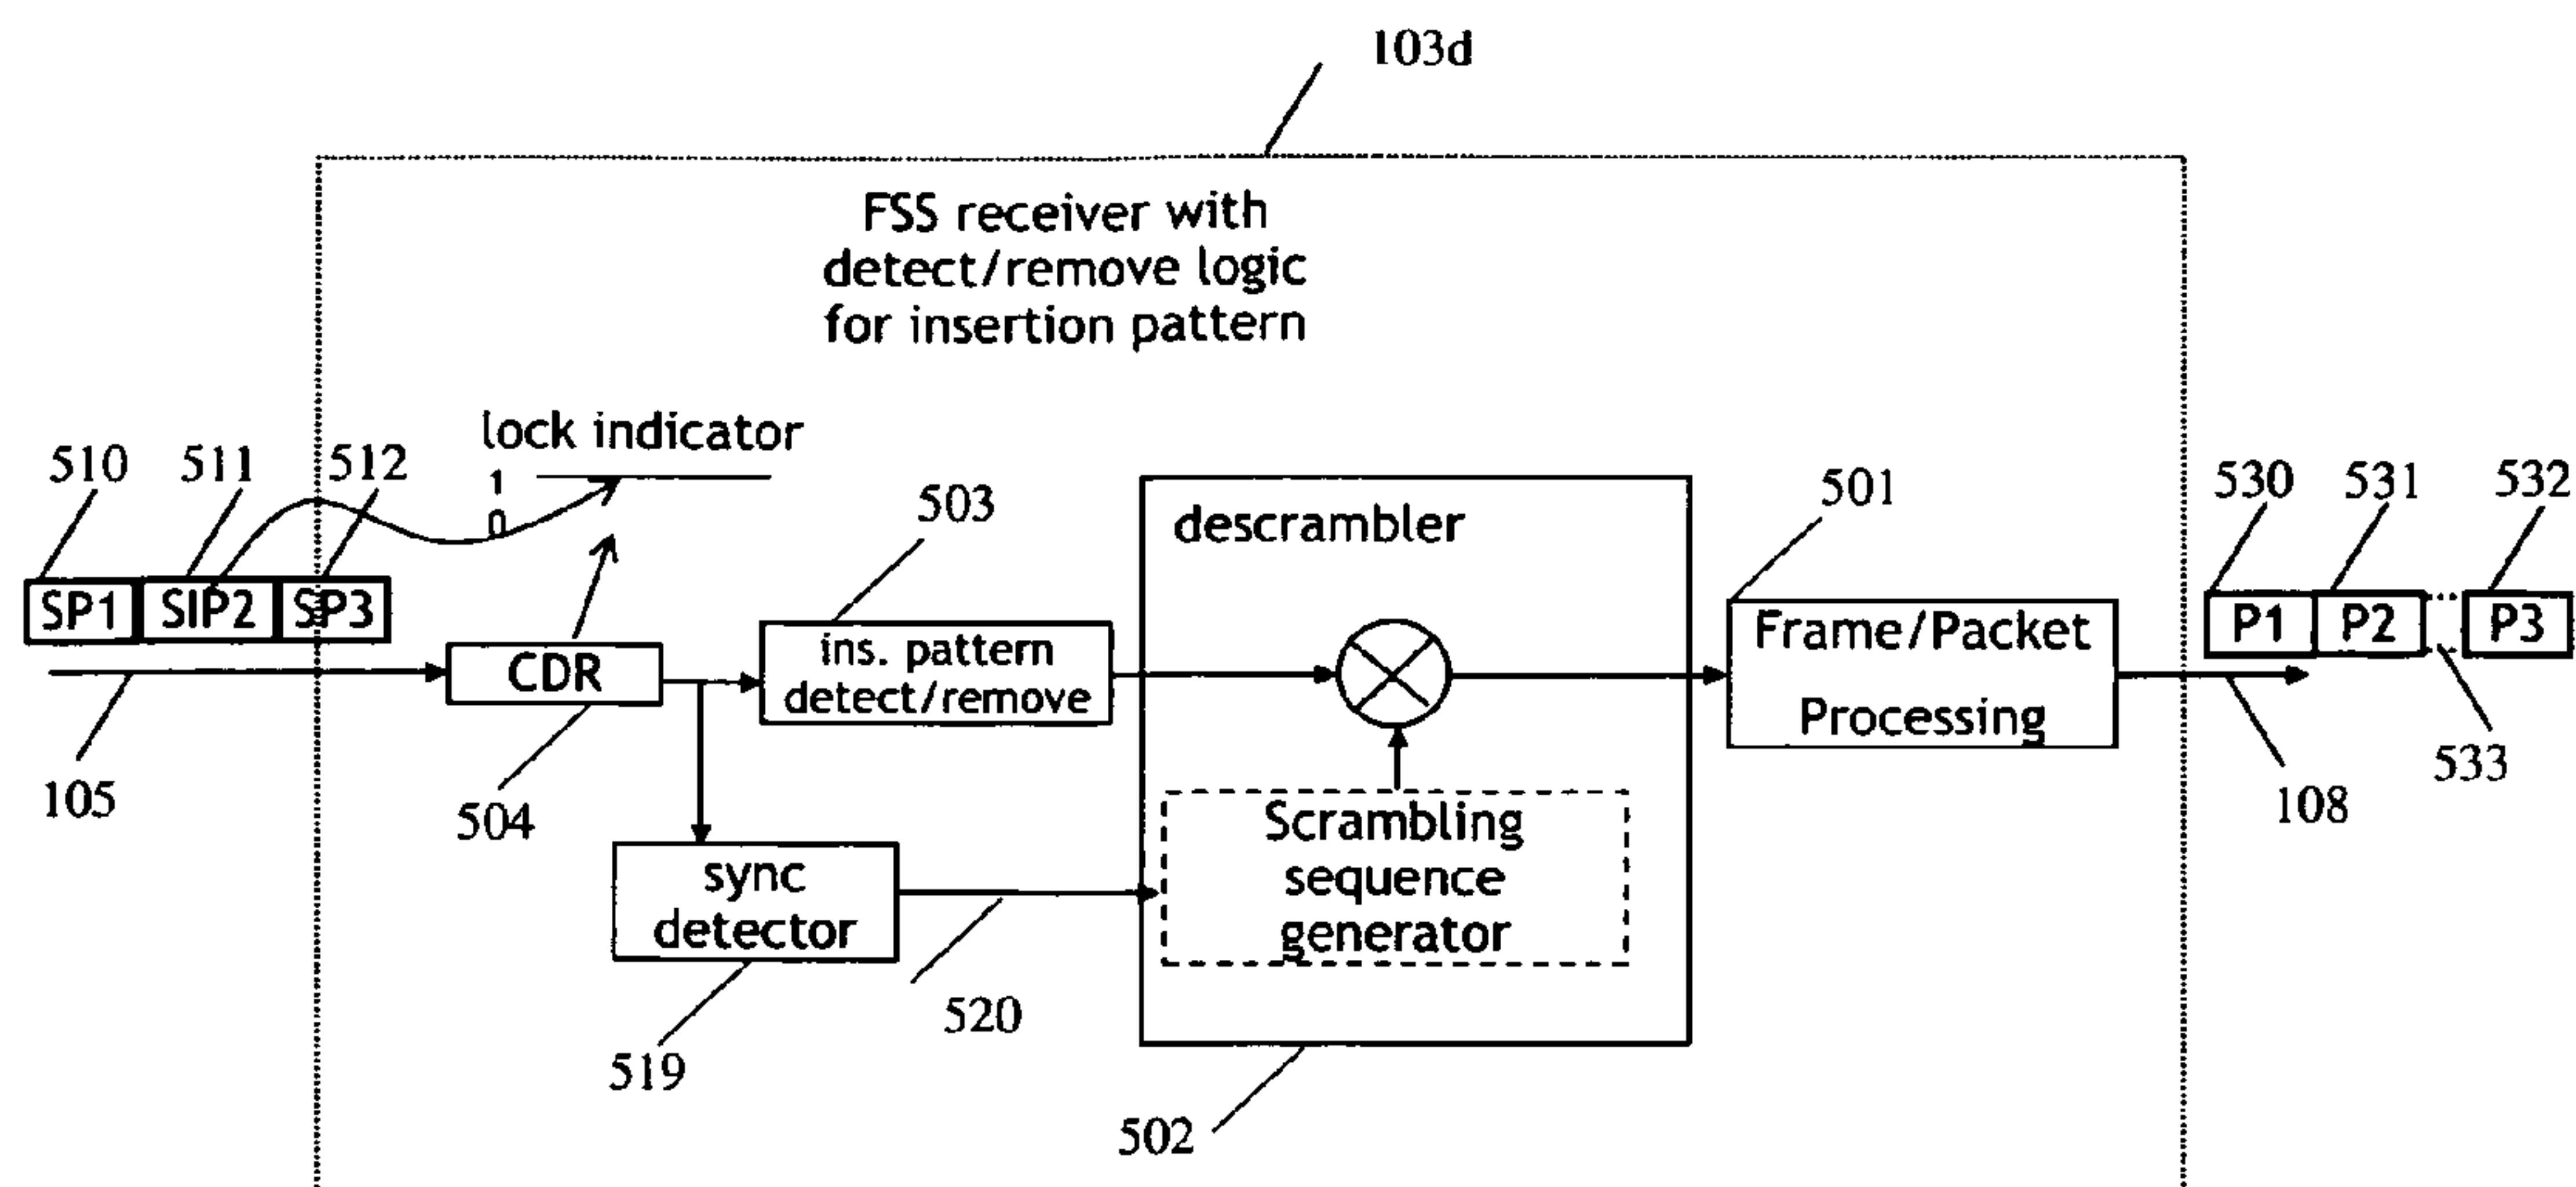 103d
FSS receiver with
detect/remove logic
for insertion pattern
lock indicator
1
0
510
511
512
503
501
530
531
532
SP1
SIP2
SP3
descrambler
P1
P2
P3
CDR
ins. pattern
detect/remove
Frame/Packet
Processing
105
504
533
108
sync
detector
Scrambling
sequence
generator
520
519
502